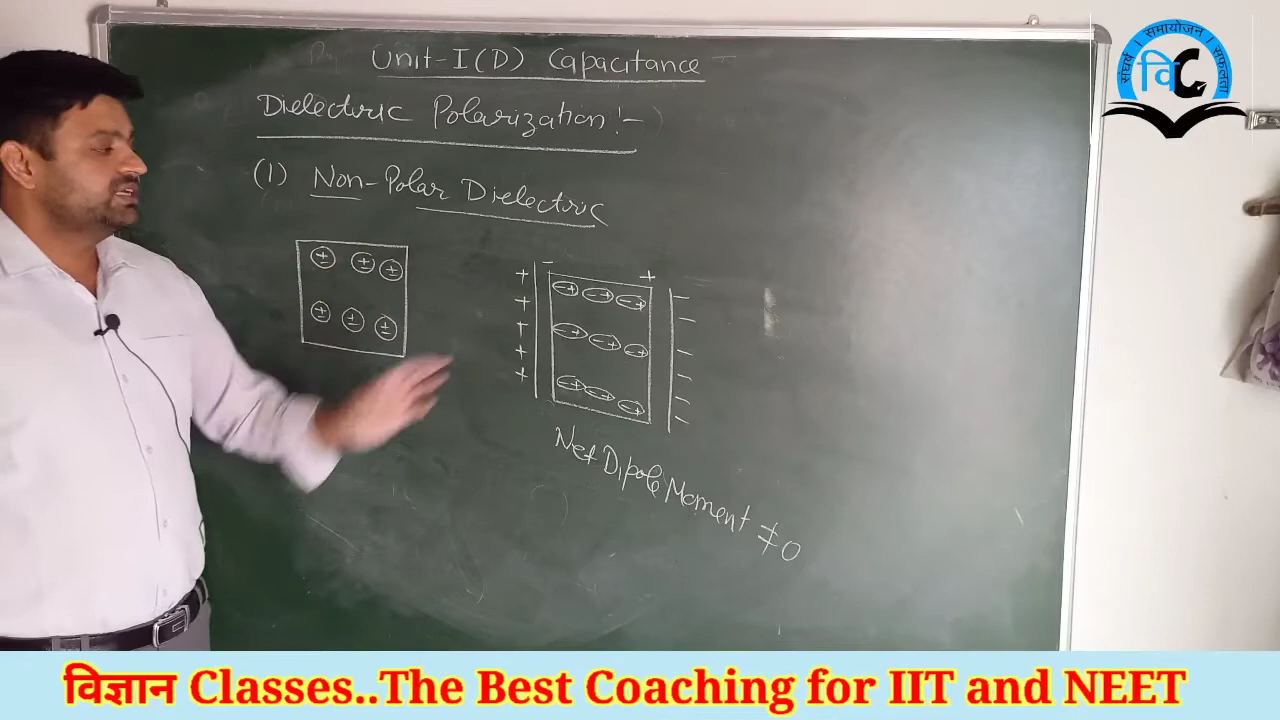 Unit-I(D) Capacitance
Dielectric Polarization:-
(1) Non-Polar Dielectric
± ± ±
± ± ±
- +
+ + + + +
-+ -+ -+
-+ -+ -+
-+ -+ -+
- - - - - -
Net Dipole Moment ≠ 0
संघर्ष । समायोजन । सफलता
वि C
विज्ञान Classes..The Best Coaching for IIT and NEET